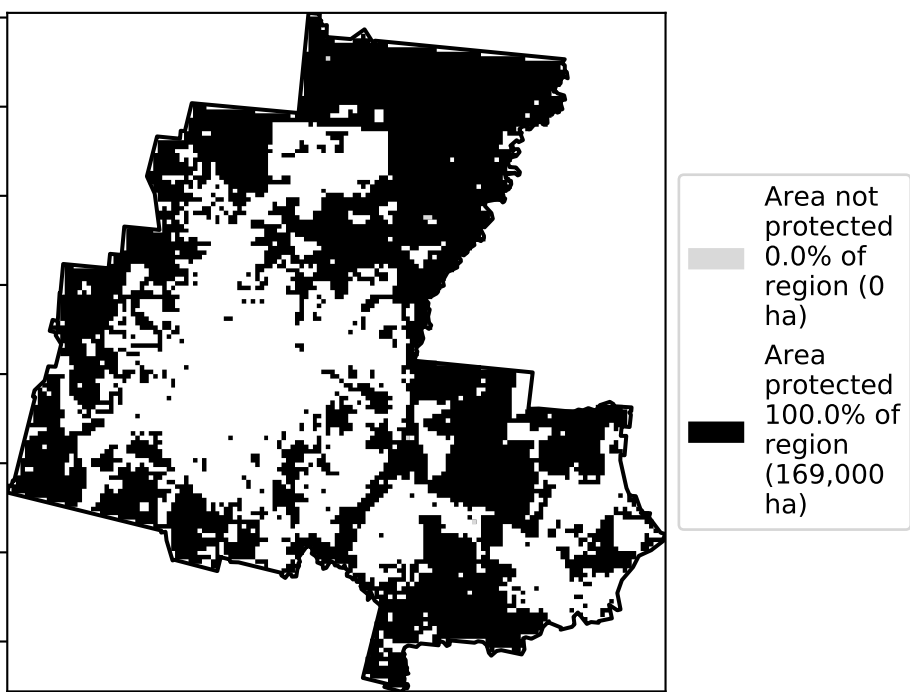 Area not
protected
0.0% of
region (0
ha)
Area
protected
100.0% of
region
(169,000
ha)